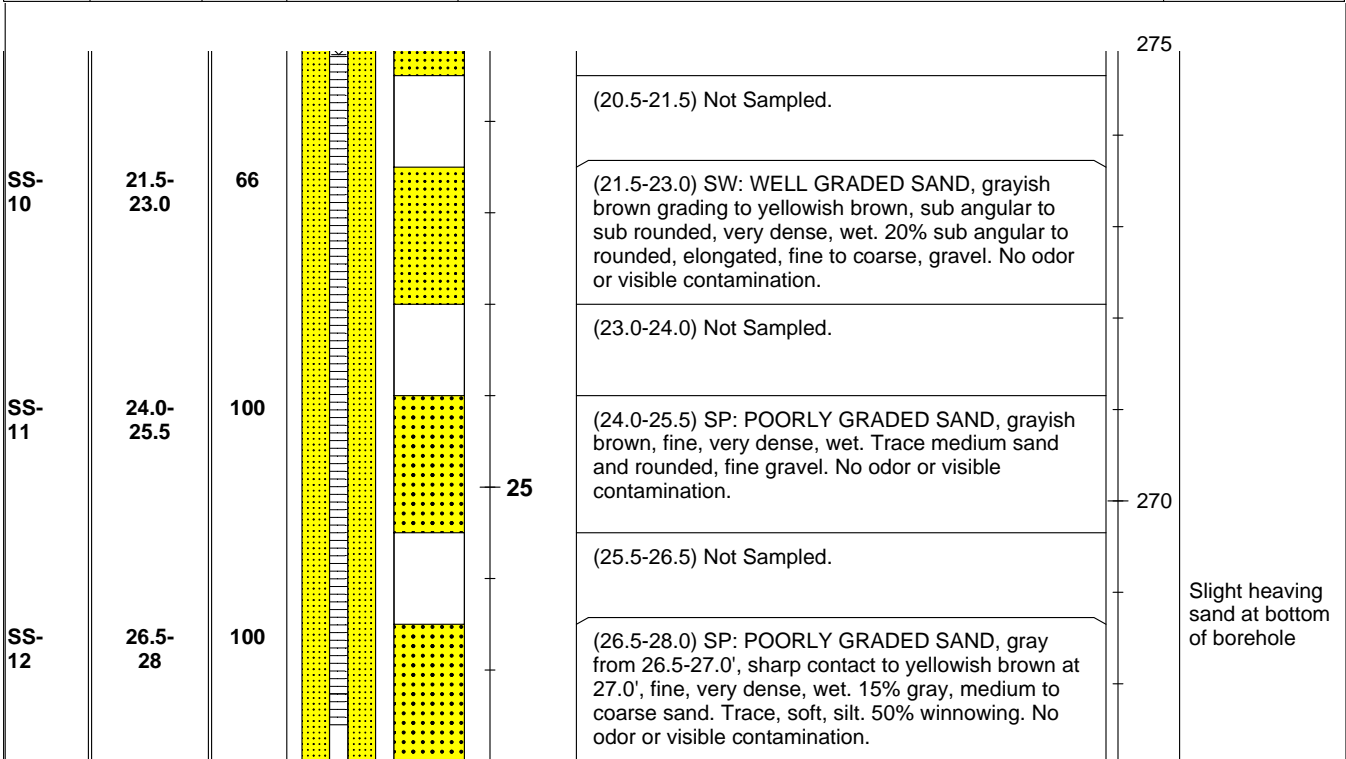 275
(20.5-21.5) Not Sampled.
SS-
10
21.5-
23.0
66
(21.5-23.0) SW: WELL GRADED SAND, grayish
brown grading to yellowish brown, sub angular to
sub rounded, very dense, wet. 20% sub angular to
rounded, elongated, fine to coarse, gravel. No odor
or visible contamination.
(23.0-24.0) Not Sampled.
SS-
11
24.0-
25.5
100
(24.0-25.5) SP: POORLY GRADED SAND, grayish
brown, fine, very dense, wet. Trace medium sand
and rounded, fine gravel. No odor or visible
contamination.
25
270
(25.5-26.5) Not Sampled.
Slight heaving
sand at bottom
of borehole
SS-
12
26.5-
28
100
(26.5-28.0) SP: POORLY GRADED SAND, gray
from 26.5-27.0', sharp contact to yellowish brown at
27.0', fine, very dense, wet. 15% gray, medium to
coarse sand. Trace, soft, silt. 50% winnowing. No
odor or visible contamination.